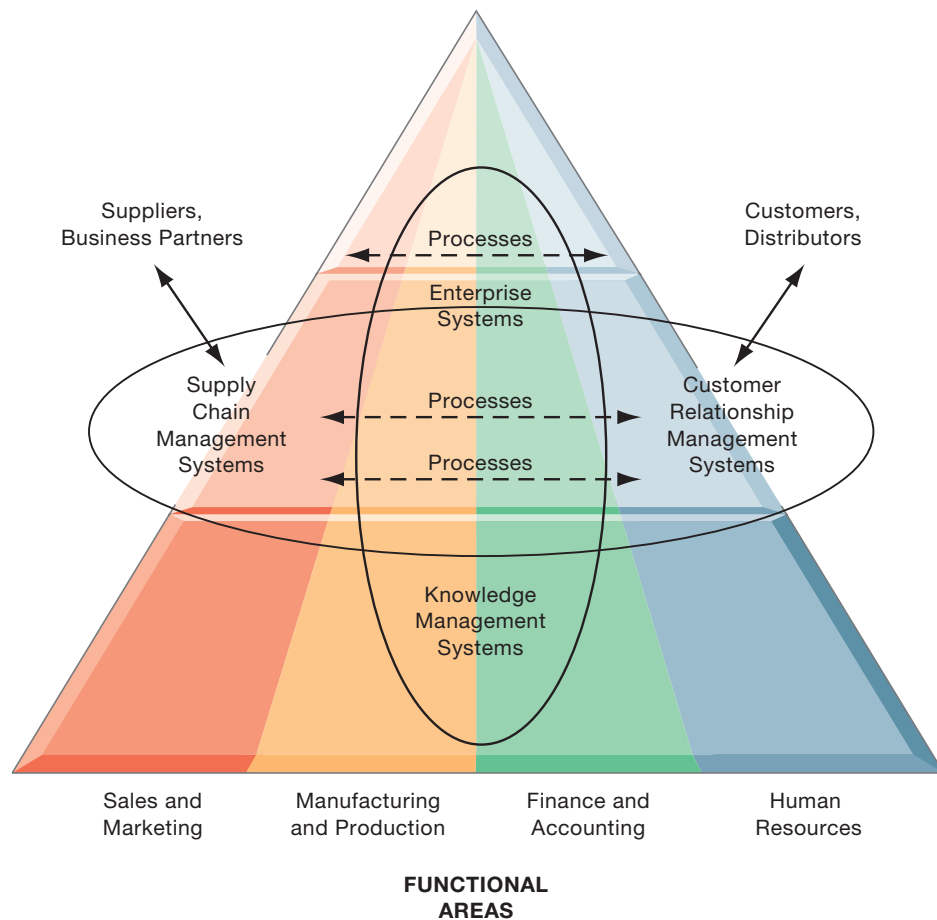 Suppliers,
Business Partners
Customers,
Distributors
Processes
Enterprise
Systems
Supply
Chain
Management
Systems
Processes
Processes
Customer
Relationship
Management
Systems
Knowledge
Management
Systems
Sales and
Marketing
Manufacturing
and Production
Finance and
Accounting
Human
Resources
FUNCTIONAL
AREAS